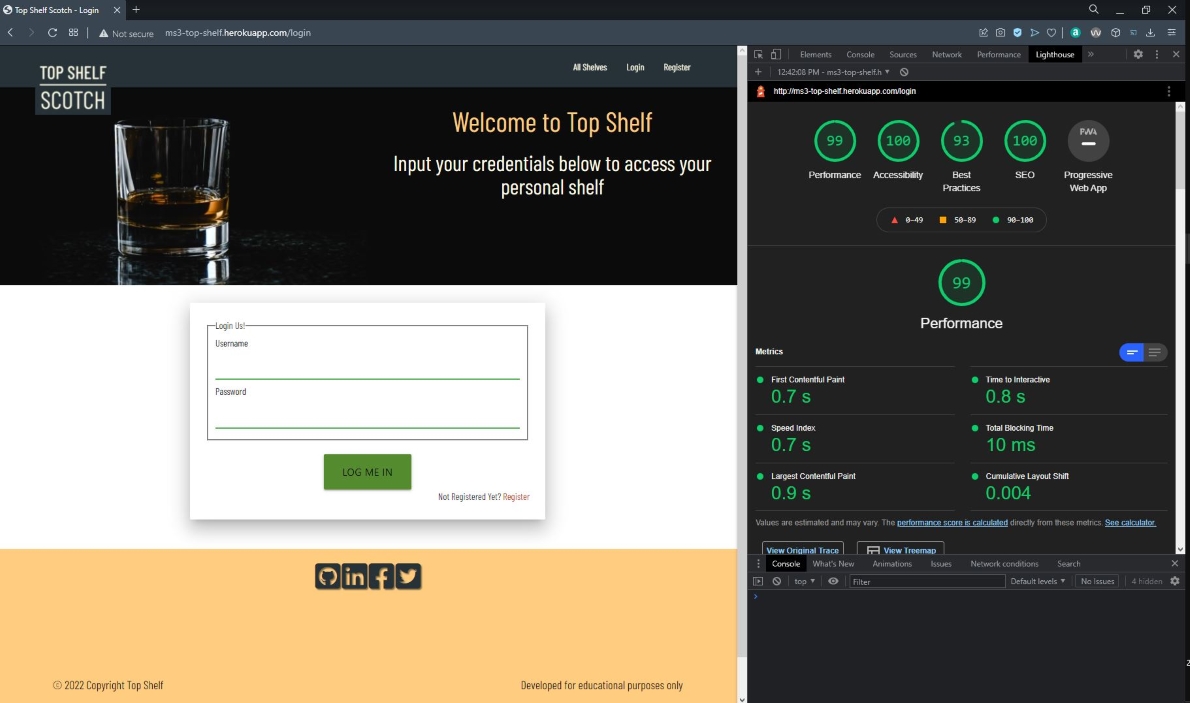 Top Shelf Scotch - Login
Not secure ms3-top-shelf.herokuapp.com/login
TOP SHELF
SCOTCH
All Shelves Login Register
Welcome to Top Shelf
Input your credentials below to access your
personal shelf
Login Us!
Username
Password
LOG ME IN
Not Registered Yet? Register
© 2022 Copyright Top Shelf
Developed for educational purposes only
Elements Console Sources Network Performance Lighthouse
12:42:08 PM - ms3-top-shelf.h
http://ms3-top-shelf.herokuapp.com/login
99 100 93 100 PWA
Performance Accessibility Best Practices SEO Progressive Web App
0-49 50-89 90-100
99
Performance
Metrics
First Contentful Paint
0.7 s
Time to Interactive
0.8 s
Speed Index
0.7 s
Total Blocking Time
10 ms
Largest Contentful Paint
0.9 s
Cumulative Layout Shift
0.004
Values are estimated and may vary. The performance score is calculated directly from these metrics. See calculator.
View Original Trace View Treemap
Console What's New Animations Issues Network conditions Search
top Filter Default levels No Issues 4 hidden